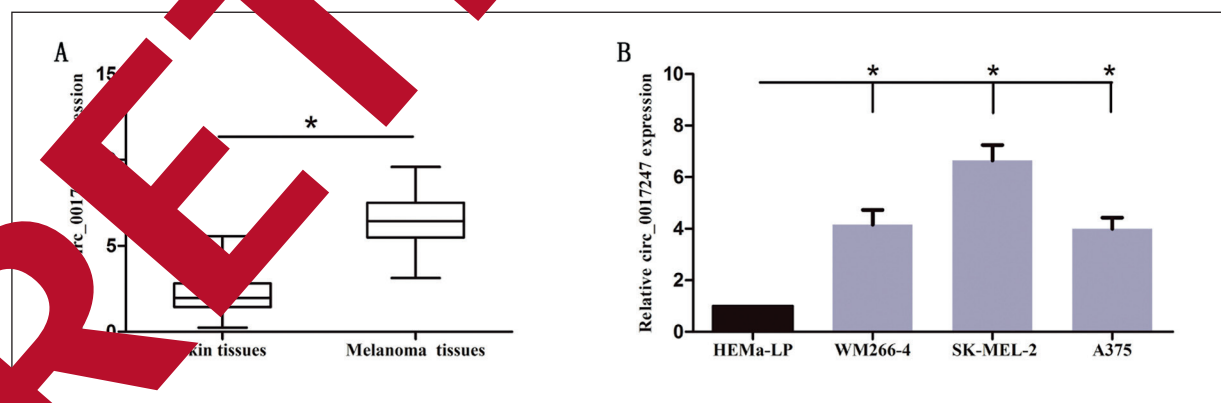 A
15
*
5
0
Melanoma tissues
tissues
B
Relative circ_0017247 expression
10
8
6
4
2
0
* * *
HEMa-LP WM266-4 SK-MEL-2 A375